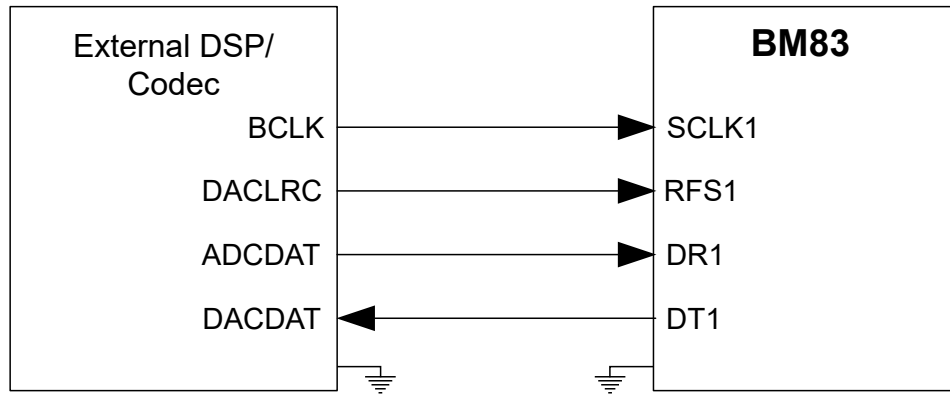 External DSP/
Codec
BCLK
DACLRC
ADCDAT
DACDAT
BM83
SCLK1
RFS1
DR1
DT1